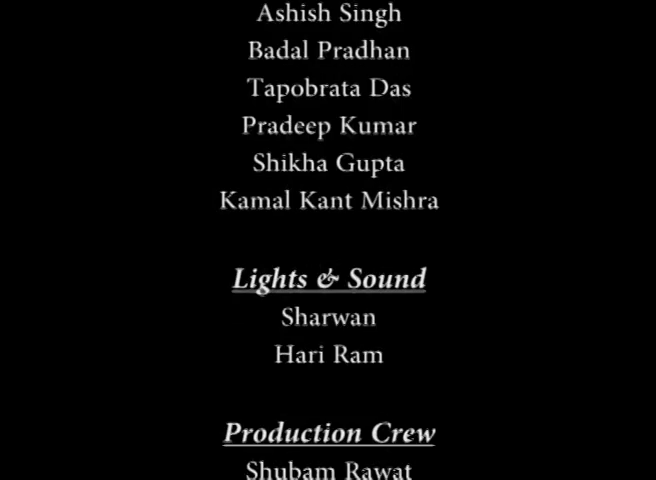 Ashish Singh
Badal Pradhan
Tapobrata Das
Pradeep Kumar
Shikha Gupta
Kamal Kant Mishra
Lights & Sound
Sharwan
Hari Ram
Production Crew
Shubam Rawat